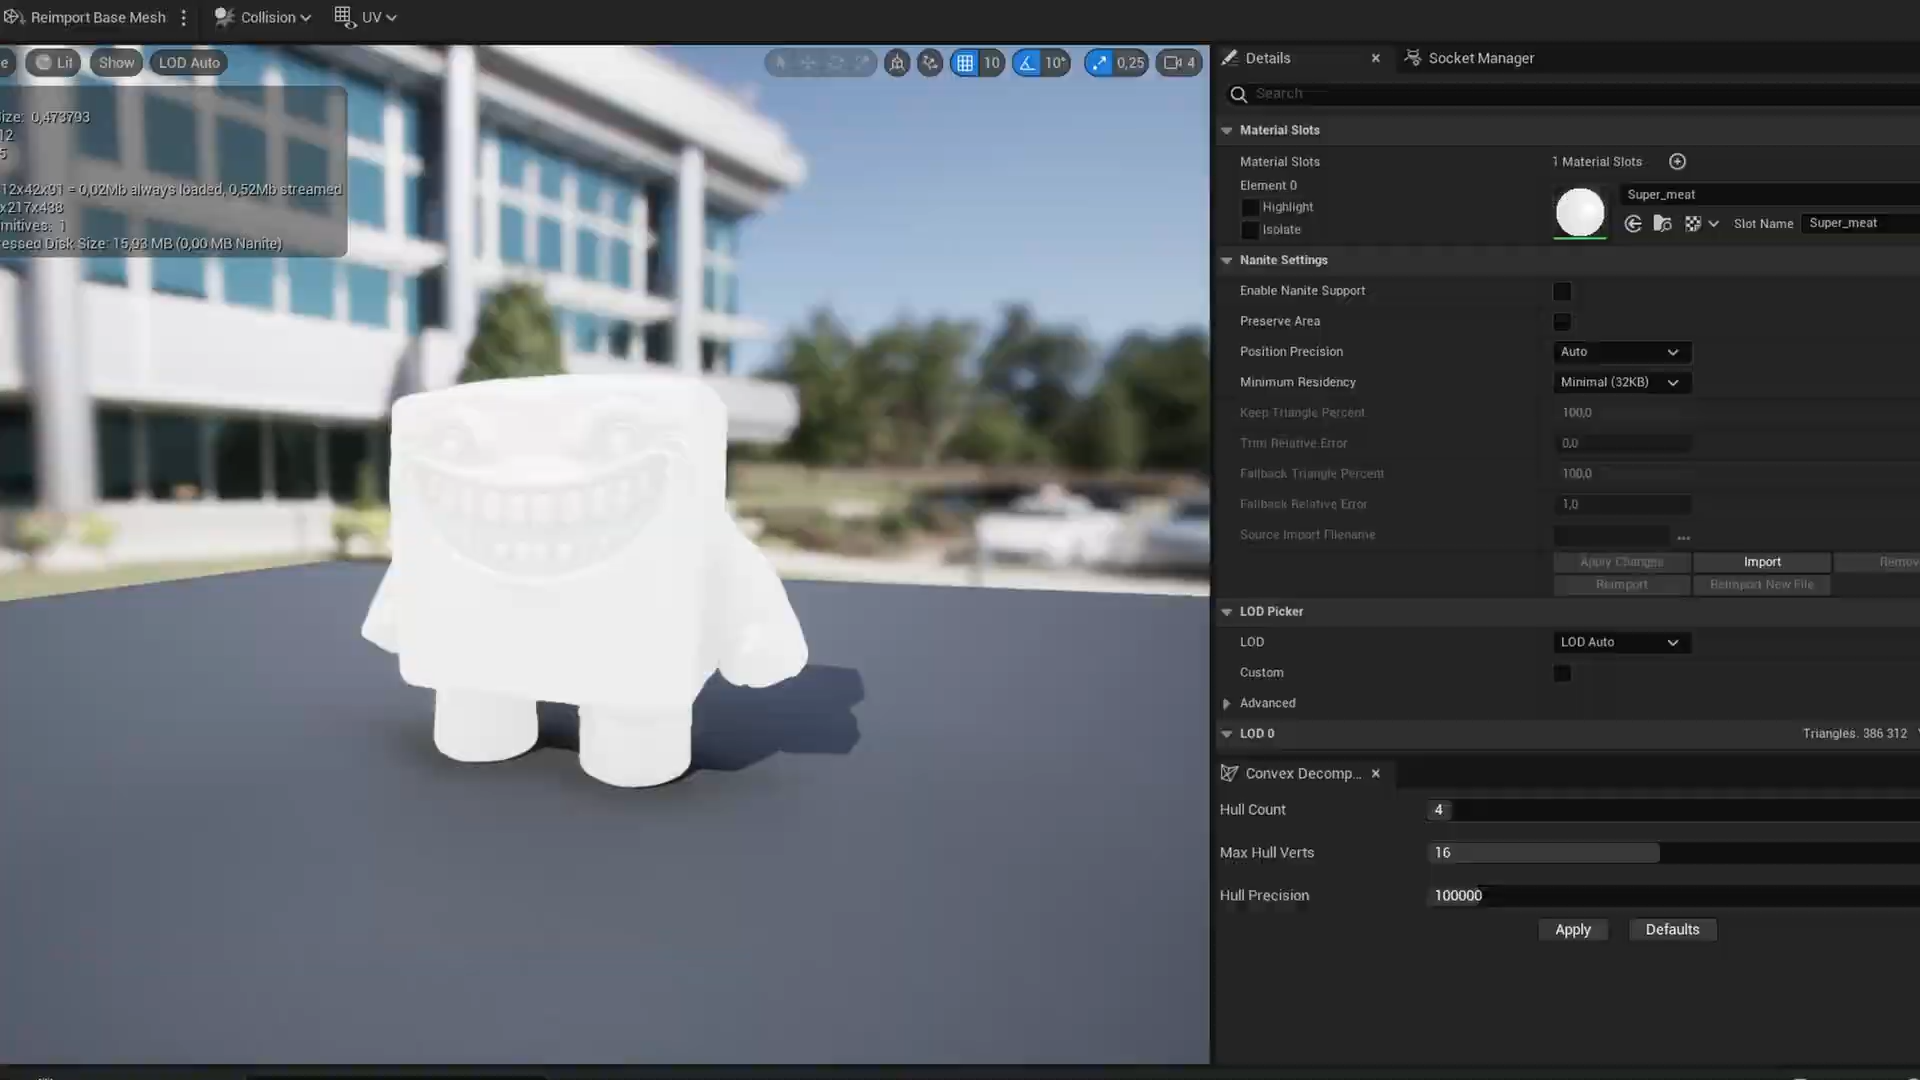 Reimport Base Mesh
Collision
UV
e
Lit
Show
LOD Auto
10
10°
0,25
4
ize: 0,473793
12
5
12x42x91 = 0,02Mb always loaded, 0,52Mb streamed
x217x438
mitives: 1
ressed Disk Size: 15,93 MB (0,00 MB Nanite)
Details
Socket Manager
Search
Material Slots
Material Slots
1 Material Slots
Element 0
Highlight
Isolate
Super_meat
Slot Name
Super_meat
Nanite Settings
Enable Nanite Support
Preserve Area
Position Precision
Auto
Minimum Residency
Minimal (32KB)
Keep Triangle Percent
100,0
Trim Relative Error
0,0
Fallback Triangle Percent
100,0
Fallback Relative Error
1,0
Source Import Filename
Apply Changes
Import
Remov
Reimport
Reimport New File
LOD Picker
LOD
LOD Auto
Custom
Advanced
LOD 0
Triangles. 386 312
Convex Decomp...
Hull Count
4
Max Hull Verts
16
Hull Precision
100000
Apply
Defaults